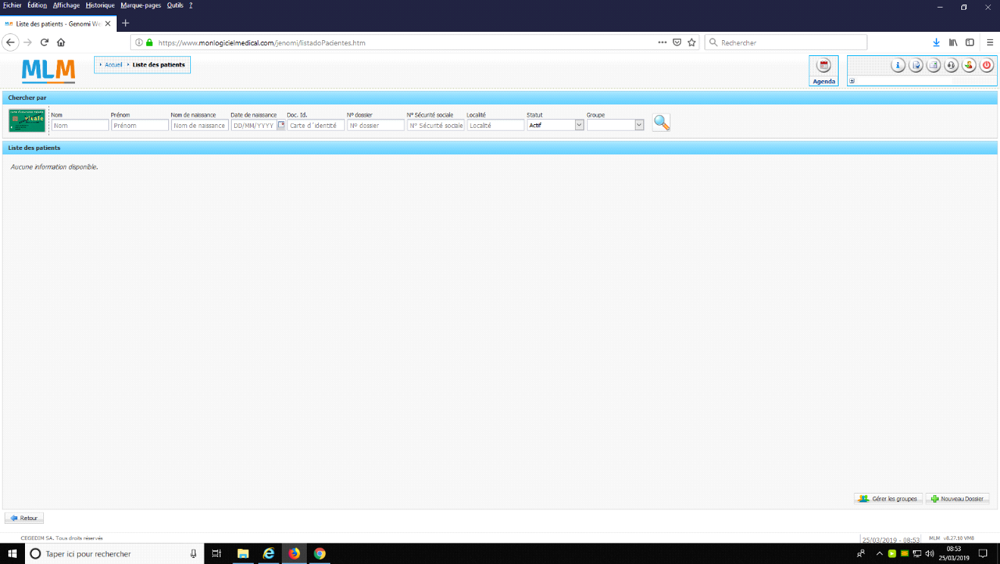 Fichier Édition Affichage Historique Marque-pages Outils ?
Liste des patients - Genomi We
https://www.monlogicielmedical.com/jenomi/listadoPacientes.htm
Rechercher
MLM
Accueil Liste des patients
Agenda
Chercher par
vitale
Nom Prénom Nom de naissance Date de naissance Doc. Id. Nº dossier N° Sécurité sociale Localité Statut Groupe
Nom Prénom Nom de naissance DD/MM/YYYY Carte d´identité Nº dossier N° Sécurité sociale Localité Actif
Liste des patients
Aucune information disponible.
Gérer les groupes Nouveau Dossier
Retour
CEGEDIM SA. Tous droits réservés
25/03/2019 - 08:53 MLM v8.27.10 VM8
Taper ici pour rechercher
08:53
25/03/2019